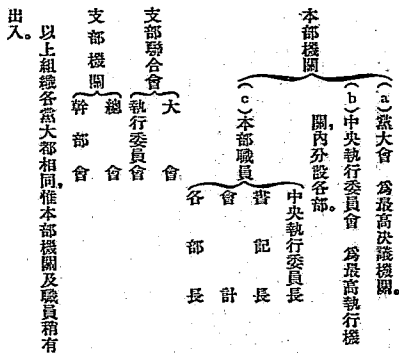 本部機關
(a)黨大會 爲最高決議機關。
(b)中央執行委員會 爲最高執行機
關,內分設各部。
(c)本部職員
中央執行委員長
書記長
會計
各部長
支部聯合會
大會
執行委員會
支部機關
總會
幹部會
以上組織各黨大都相同,惟本部機關及職員稍有
出入。